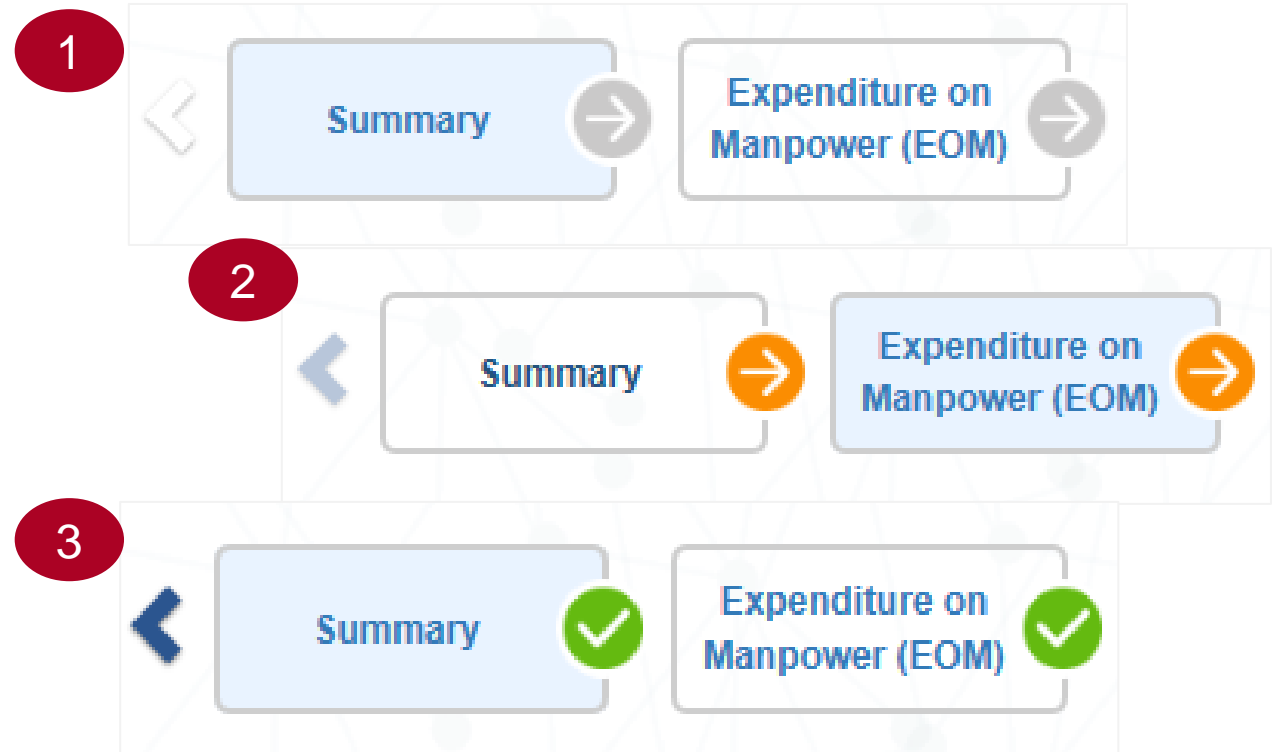 1
Summary
Expenditure on
Manpower (EOM)
2
Summary
Expenditure on
Manpower (EOM)
3
Summary
Expenditure on
Manpower (EOM)